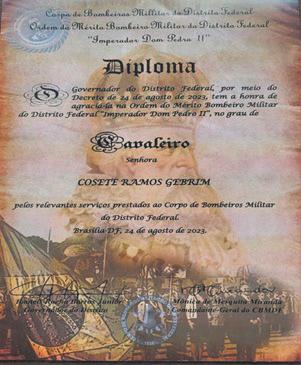 Corpo de Bombeiros Militar do Distrito Federal
Ordem do Mérito Bombeiro Militar do Distrito Federal
"Imperador Dom Pedro II"
Diploma
O Governador do Distrito Federal, por meio do
Decreto de 24 de agosto de 2023, tem a honra de
agraciá-la na Ordem do Mérito Bombeiro Militar
do Distrito Federal "Imperador Dom Pedro II", no grau de
Cavaleiro
Senhora
COSETE RAMOS GEBRIM
pelos relevantes serviços prestados ao Corpo de Bombeiros Militar
do Distrito Federal.
Brasília-DF, 24 de agosto de 2023.
Ibaneis Rocha Barros Júnior
Mônica de Mesquita Miranda
Governador do Distrito
Comandante-Geral do CBMDF